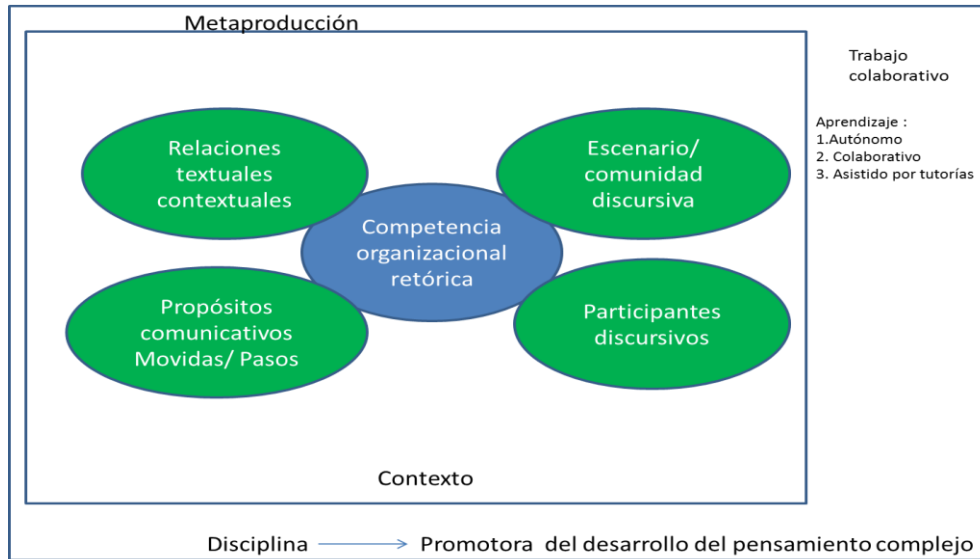 Metaproducción
Trabajo
colaborativo
Aprendizaje :
1.Autónomo
2. Colaborativo
3. Asistido por tutorías
Relaciones
textuales
contextuales
Escenario/
comunidad
discursiva
Competencia
organizacional
retórica
Propósitos
comunicativos
Movidas/ Pasos
Participantes
discursivos
Contexto
Disciplina Promotora del desarrollo del pensamiento complejo